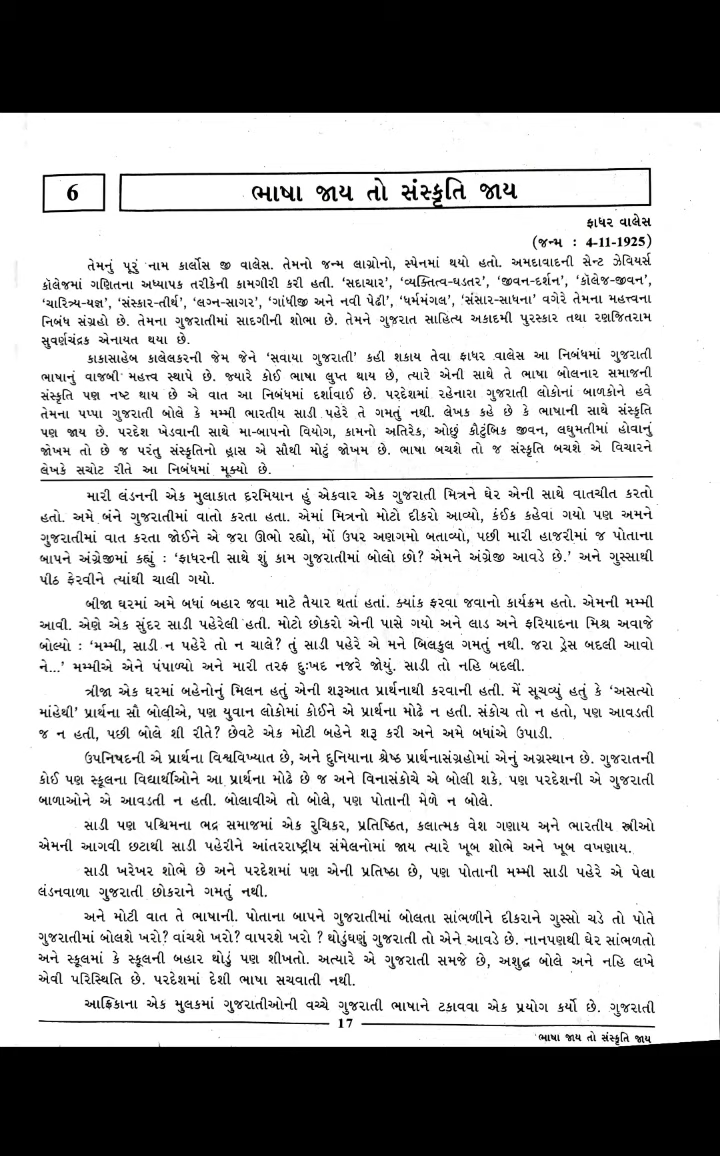 6
ભાષા જાય તો સંસ્કૃતિ જાય
ફાધર વાલેસ
(જન્મ : 4-11-1925)
તેમનું પૂરું નામ કાર્લોસ જી વાલેસ. તેમનો જન્મ લાગ્રોનો, સ્પેનમાં થયો હતો. અમદાવાદની સેન્ટ ઝેવિયર્સ
કૉલેજમાં ગણિતના અધ્યાપક તરીકેની કામગીરી કરી હતી. ‘સદાચાર’, ‘વ્યક્તિત્વ-ઘડતર’, ‘જીવન-દર્શન’, ‘કૉલેજ-જીવન’,
‘ચારિત્ર્ય-યજ્ઞ’, ‘સંસ્કાર-તીર્થ’, ‘લગ્ન-સાગર’, ‘ગાંધીજી અને નવી પેઢી’, ‘ધર્મમંગલ’, ‘સંસાર-સાધના’ વગેરે તેમના મહત્ત્વના
નિબંધ સંગ્રહો છે. તેમના ગુજરાતીમાં સાદગીની શોભા છે. તેમને ગુજરાત સાહિત્ય અકાદમી પુરસ્કાર તથા રણજિતરામ
સુવર્ણચંદ્રક એનાયત થયા છે.
કાકાસાહેબ કાલેલકરની જેમ જેને ‘સવાયા ગુજરાતી’ કહી શકાય તેવા ફાધર વાલેસ આ નિબંધમાં ગુજરાતી
ભાષાનું વાજબી મહત્ત્વ સ્થાપે છે. જ્યારે કોઈ ભાષા લુપ્ત થાય છે, ત્યારે એની સાથે તે ભાષા બોલનાર સમાજની
સંસ્કૃતિ પણ નષ્ટ થાય છે એ વાત આ નિબંધમાં દર્શાવાઈ છે. પરદેશમાં રહેનારા ગુજરાતી લોકોનાં બાળકોને હવે
તેમના પપ્પા ગુજરાતી બોલે કે મમ્મી ભારતીય સાડી પહેરે તે ગમતું નથી. લેખક કહે છે કે ભાષાની સાથે સંસ્કૃતિ
પણ જાય છે. પરદેશ ખેડવાની સાથે મા-બાપનો વિયોગ, કામનો અતિરેક, ઓછું કૌટુંબિક જીવન, લઘુમતીમાં હોવાનું
જોખમ તો છે જ પરંતુ સંસ્કૃતિનો હ્રાસ એ સૌથી મોટું જોખમ છે. ભાષા બચશે તો જ સંસ્કૃતિ બચશે એ વિચારને
લેખકે સચોટ રીતે આ નિબંધમાં મૂક્યો છે.
મારી લંડનની એક મુલાકાત દરમિયાન હું એકવાર એક ગુજરાતી મિત્રને ઘેર એની સાથે વાતચીત કરતો
હતો. અમે બંને ગુજરાતીમાં વાતો કરતા હતા. એમાં મિત્રનો મોટો દીકરો આવ્યો, કંઈક કહેવા ગયો પણ અમને
ગુજરાતીમાં વાત કરતા જોઈને એ જરા ઊભો રહ્યો, મોં ઉપર અણગમો બતાવ્યો, પછી મારી હાજરીમાં જ પોતાના
બાપને અંગ્રેજીમાં કહ્યું : ‘ફાધરની સાથે શું કામ ગુજરાતીમાં બોલો છો? એમને અંગ્રેજી આવડે છે.’ અને ગુસ્સાથી
પીઠ ફેરવીને ત્યાંથી ચાલી ગયો.
બીજા ઘરમાં અમે બધાં બહાર જવા માટે તૈયાર થતાં હતાં. ક્યાંક ફરવા જવાનો કાર્યક્રમ હતો. એમની મમ્મી
આવી. એણે એક સુંદર સાડી પહેરેલી હતી. મોટો છોકરો એની પાસે ગયો અને લાડ અને ફરિયાદના મિશ્ર અવાજે
બોલ્યો : ‘મમ્મી, સાડી ન પહેરે તો ન ચાલે? તું સાડી પહેરે એ મને બિલકુલ ગમતું નથી. જરા ડ્રેસ બદલી આવો
ને...’ મમ્મીએ એને પંપાળ્યો અને મારી તરફ દુઃખદ નજરે જોયું. સાડી તો નહિ બદલી.
ત્રીજા એક ઘરમાં બહેનોનું મિલન હતું એની શરૂઆત પ્રાર્થનાથી કરવાની હતી. મેં સૂચવ્યું હતું કે ‘અસત્યો
માંહેથી’ પ્રાર્થના સૌ બોલીએ, પણ યુવાન લોકોમાં કોઈને એ પ્રાર્થના મોઢે ન હતી. સંકોચ તો ન હતો, પણ આવડતી
જ ન હતી, પછી બોલે શી રીતે? છેવટે એક મોટી બહેને શરૂ કરી અને અમે બધાંએ ઉપાડી.
ઉપનિષદની એ પ્રાર્થના વિશ્વવિખ્યાત છે, અને દુનિયાના શ્રેષ્ઠ પ્રાર્થનાસંગ્રહોમાં એનું અગ્રસ્થાન છે. ગુજરાતની
કોઈ પણ સ્કૂલના વિદ્યાર્થીઓને આ પ્રાર્થના મોઢે છે જ અને વિનાસંકોચે એ બોલી શકે. પણ પરદેશની એ ગુજરાતી
બાળાઓને એ આવડતી ન હતી. બોલાવીએ તો બોલે, પણ પોતાની મેળે ન બોલે.
સાડી પણ પશ્ચિમના ભદ્ર સમાજમાં એક રુચિકર, પ્રતિષ્ઠિત, કલાત્મક વેશ ગણાય અને ભારતીય સ્ત્રીઓ
એમની આગવી છટાથી સાડી પહેરીને આંતરરાષ્ટ્રીય સંમેલનોમાં જાય ત્યારે ખૂબ શોભે અને ખૂબ વખણાય.
સાડી ખરેખર શોભે છે અને પરદેશમાં પણ એની પ્રતિષ્ઠા છે, પણ પોતાની મમ્મી સાડી પહેરે એ પેલા
લંડનવાળા ગુજરાતી છોકરાને ગમતું નથી.
અને મોટી વાત તે ભાષાની. પોતાના બાપને ગુજરાતીમાં બોલતા સાંભળીને દીકરાને ગુસ્સો ચડે તો પોતે
ગુજરાતીમાં બોલશે ખરો? વાંચશે ખરો? વાપરશે ખરો ? થોડુંઘણું ગુજરાતી તો એને આવડે છે. નાનપણથી ઘેર સાંભળતો
અને સ્કૂલમાં કે સ્કૂલની બહાર થોડું પણ શીખતો. અત્યારે એ ગુજરાતી સમજે છે, અશુદ્ધ બોલે અને નહિ લખે
એવી પરિસ્થિતિ છે. પરદેશમાં દેશી ભાષા સચવાતી નથી.
આફ્રિકાના એક મુલકમાં ગુજરાતીઓની વચ્ચે ગુજરાતી ભાષાને ટકાવવા એક પ્રયોગ કર્યો છે. ગુજરાતી
17
ભાષા જાય તો સંસ્કૃતિ જાય